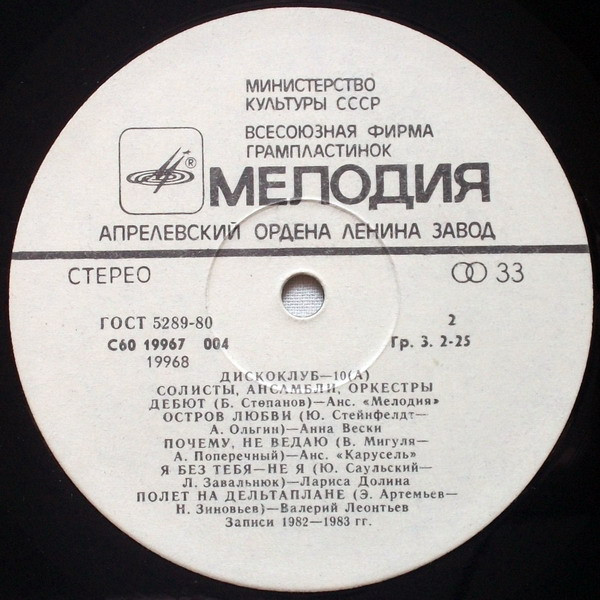 МИНИСТЕРСТВО
КУЛЬТУРЫ СССР
ВСЕСОЮЗНАЯ ФИРМА
ГРАМПЛАСТИНОК
®
МЕЛОДИЯ
АПРЕЛЕВСКИЙ ОРДЕНА ЛЕНИНА ЗАВОД
СТЕРЕО 33
ГОСТ 5289-80 2
С60 19967 004 Гр. 3. 2-25
19968
ДИСКОКЛУБ—10(А)
СОЛИСТЫ, АНСАМБЛИ, ОРКЕСТРЫ
ДЕБЮТ (Б. Степанов)—Анс. «Мелодия»
ОСТРОВ ЛЮБВИ (Ю. Стейнфелдт—
А. Ольгин)—Анна Вески
ПОЧЕМУ, НЕ ВЕДАЮ (В. Мигуля—
А. Поперечный)—Анс. «Карусель»
Я БЕЗ ТЕБЯ—НЕ Я (Ю. Саульский—
Л. Завальнюк)—Лариса Долина
ПОЛЕТ НА ДЕЛЬТАПЛАНЕ (Э. Артемьев—
Н. Зиновьев)—Валерий Леонтьев
Записи 1982—1983 гг.